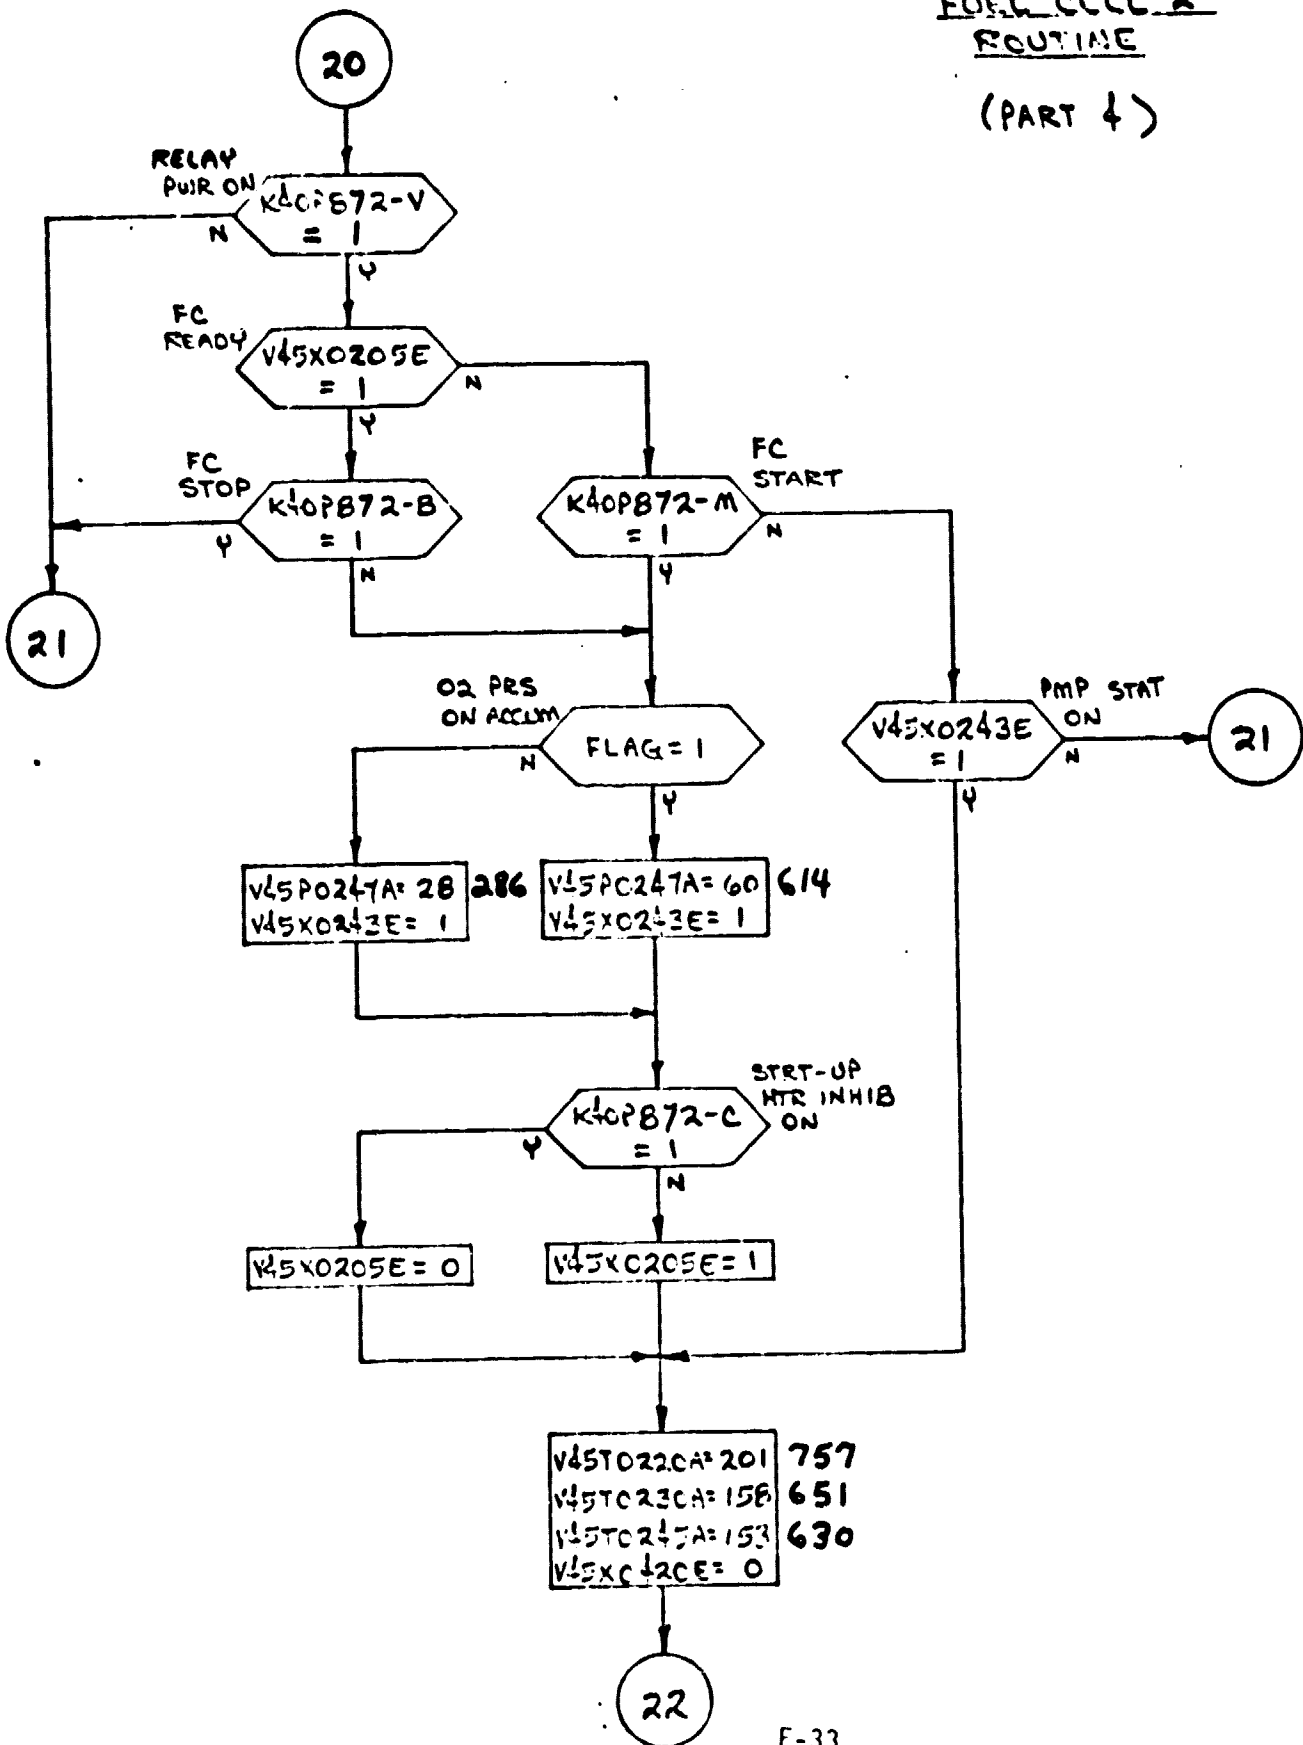 ROUTINE
(PART 4)
20
RELAY
PWR ON
K40P872-V
= 1
N
Y
FC
READY
V45X0205E
= 1
N
Y
FC
STOP
K40P872-B
= 1
Y
N
FC
START
K40P872-M
= 1
N
Y
21
O2 PRS
ON ACCUM
FLAG = 1
N
Y
PMP STAT
ON
V45X0243E
= 1
N
Y
21
V45P0247A= 28 286
V45X0243E= 1
V45P0247A= 60 614
V45X0243E= 1
STRT-UP
HTR INHIB
ON
K40P872-C
= 1
Y
N
V45X0205E = 0
V45X0205E= 1
V45T0220A= 201 757
V45T0230A= 158 651
V45T0245A= 153 630
V45X0420E= 0
22
E-33